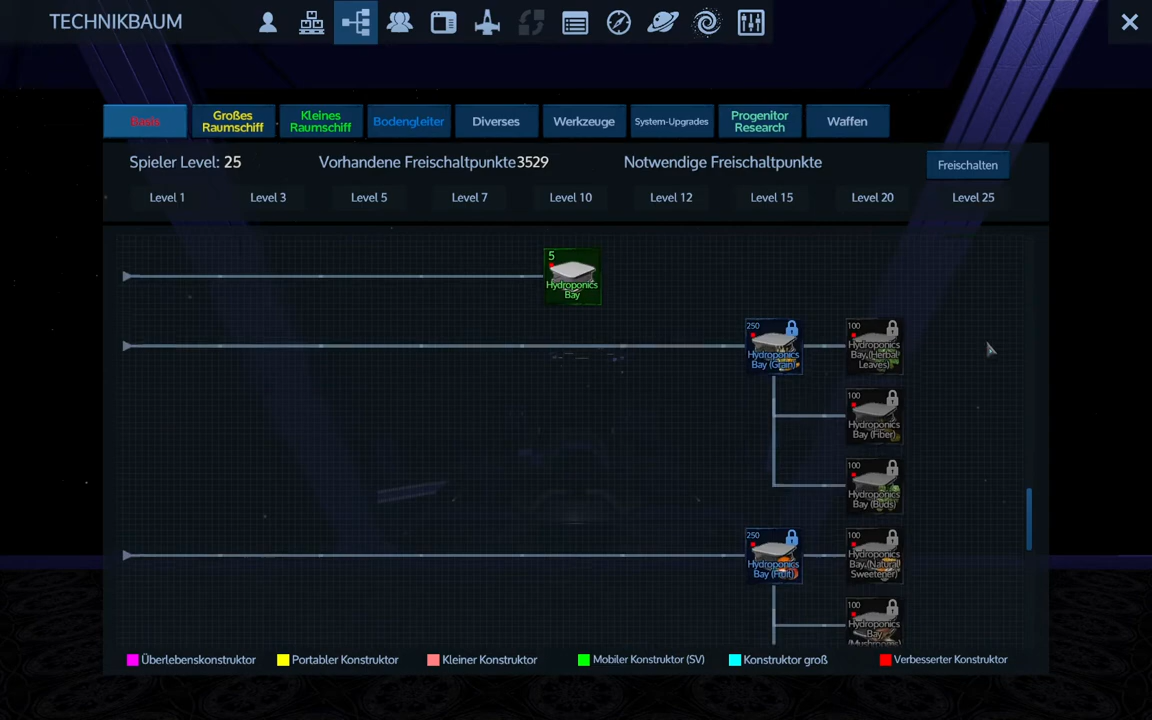 TECHNIKBAUM
Basis
Großes
Raumschiff
Kleines
Raumschiff
Bodengleiter
Diverses
Werkzeuge
System-Upgrades
Progenitor
Research
Waffen
Spieler Level: 25
Vorhandene Freischaltpunkte3529
Notwendige Freischaltpunkte
Freischalten
Level 1
Level 3
Level 5
Level 7
Level 10
Level 12
Level 15
Level 20
Level 25
5
Hydroponics
Bay
250
Hydroponics
Bay (Grain)
100
Hydroponics
Bay (Herbal
Leaves)
100
Hydroponics
Bay (Fiber)
100
Hydroponics
Bay (Buds)
250
Hydroponics
Bay (Fruit)
100
Hydroponics
Bay (Natural
Sweetener)
100
Hydroponics
Bay
(Mushrooms)
Überlebenskonstruktor
Portabler Konstruktor
Kleiner Konstruktor
Mobiler Konstruktor (SV)
Konstruktor groß
Verbesserter Konstruktor